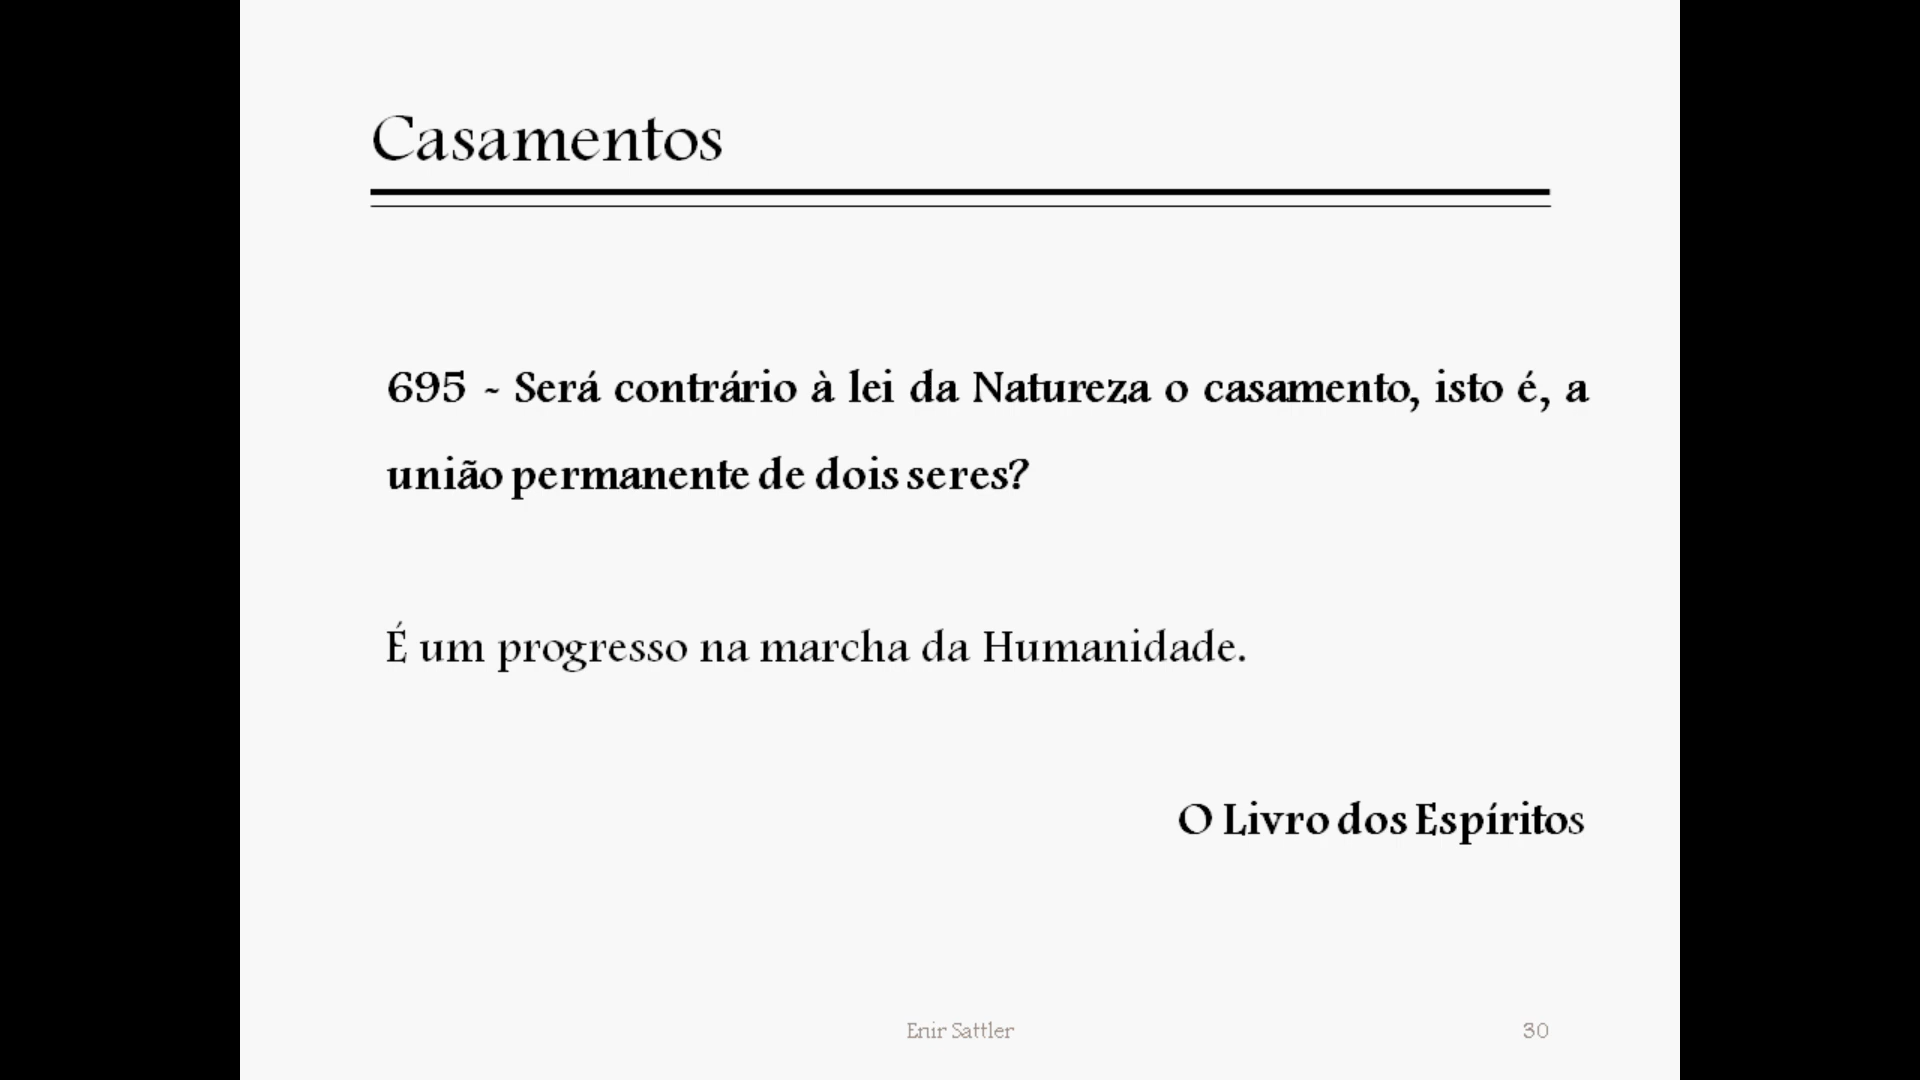 Casamentos
695 - Será contrário à lei da Natureza o casamento, isto é, a
união permanente de dois seres?
É um progresso na marcha da Humanidade.
O Livro dos Espíritos
Enir Sattler
30